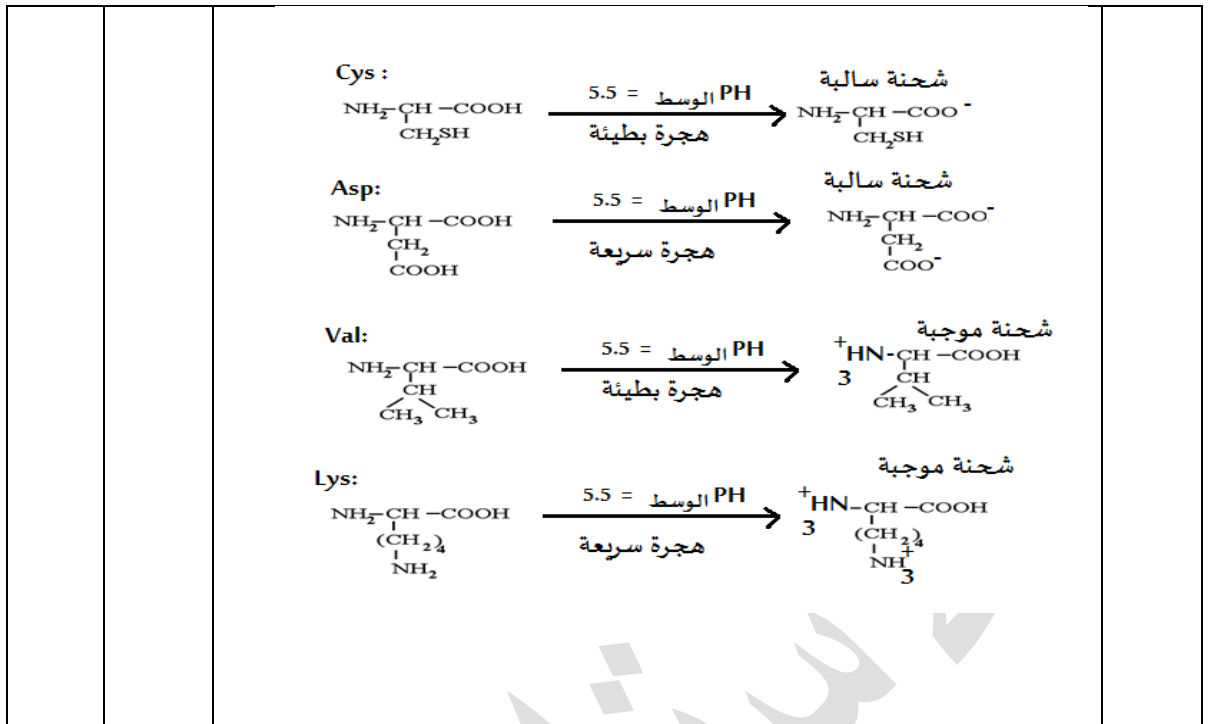 Cys :
شحنة سالبة
PH الوسط = 5.5
NH₂–CH –COOH
NH₂–CH –COO⁻
CH₂SH
هجرة بطيئة
CH₂SH
Asp:
شحنة سالبة
PH الوسط = 5.5
NH₂–CH –COOH
NH₂–CH –COO⁻
CH₂
هجرة سريعة
CH₂
COOH
COO⁻
Val:
شحنة موجبة
PH الوسط = 5.5
NH₂–CH –COOH
⁺HN-CH –COOH
3
CH
هجرة بطيئة
CH
CH₃ CH₃
CH₃ CH₃
Lys:
شحنة موجبة
PH الوسط = 5.5
NH₂–CH –COOH
⁺HN–CH –COOH
3
(CH₂)₄
هجرة سريعة
(CH₂)₄
NH₂
NH⁺
3